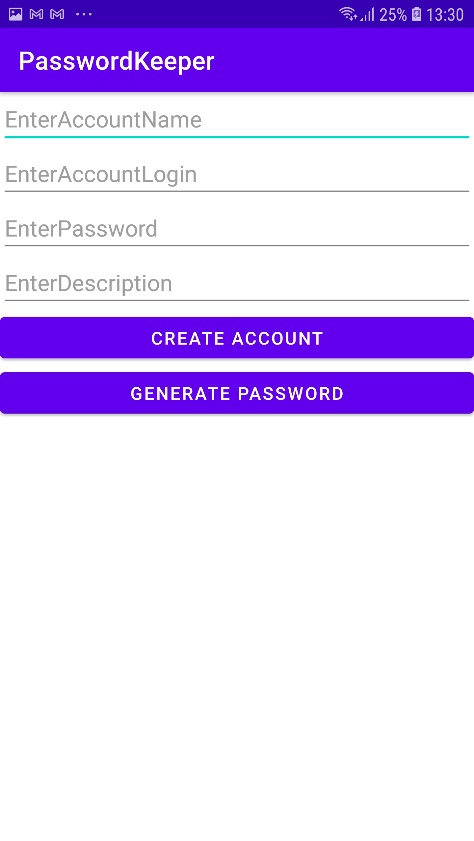 25% 13:30
PasswordKeeper
EnterAccountName
EnterAccountLogin
EnterPassword
EnterDescription
CREATE ACCOUNT
GENERATE PASSWORD